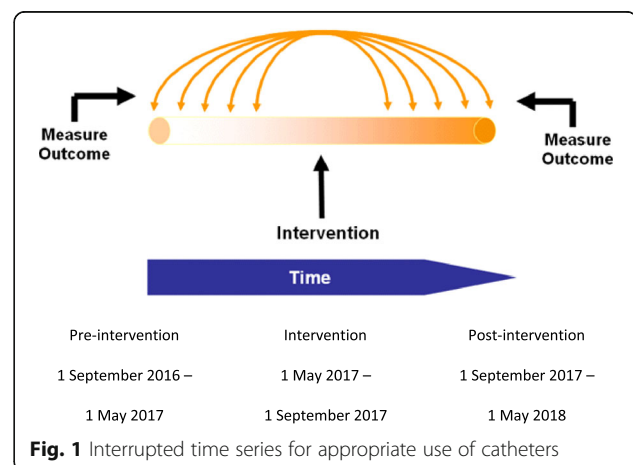 Measure
Outcome
Measure
Outcome
Intervention
Time
Pre-intervention Intervention Post-intervention
1 September 2016 – 1 May 2017 – 1 September 2017 –
1 May 2017 1 September 2017 1 May 2018
Fig. 1 Interrupted time series for appropriate use of catheters